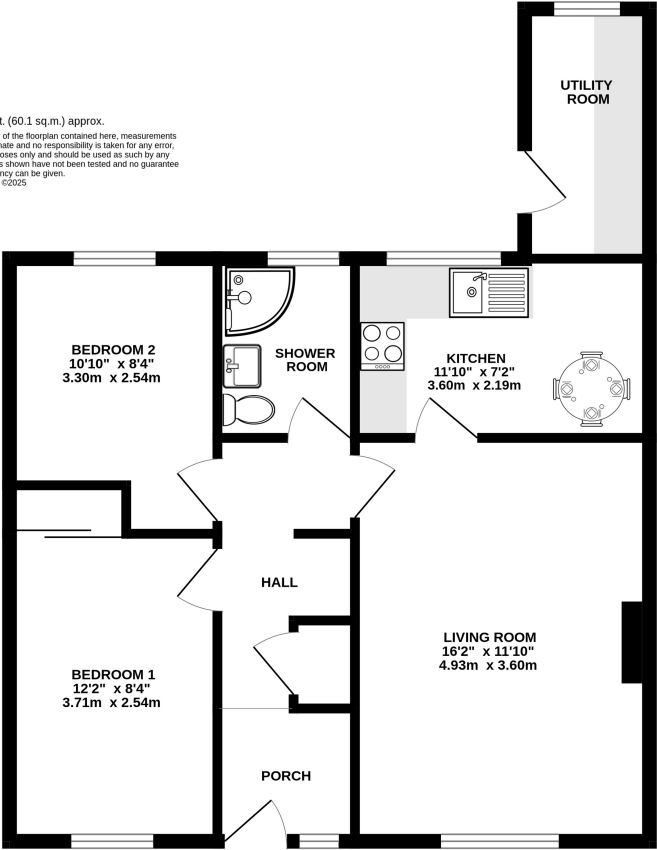 UTILITY
ROOM
t. (60.1 sq.m.) approx.
of the floorplan contained here, measurements
nate and no responsibility is taken for any error,
oses only and should be used as such by any
s shown have not been tested and no guarantee
ncy can be given.
©2025
BEDROOM 2
10'10" x 8'4"
3.30m x 2.54m
SHOWER
ROOM
KITCHEN
11'10" x 7'2"
3.60m x 2.19m
HALL
LIVING ROOM
16'2" x 11'10"
4.93m x 3.60m
BEDROOM 1
12'2" x 8'4"
3.71m x 2.54m
PORCH